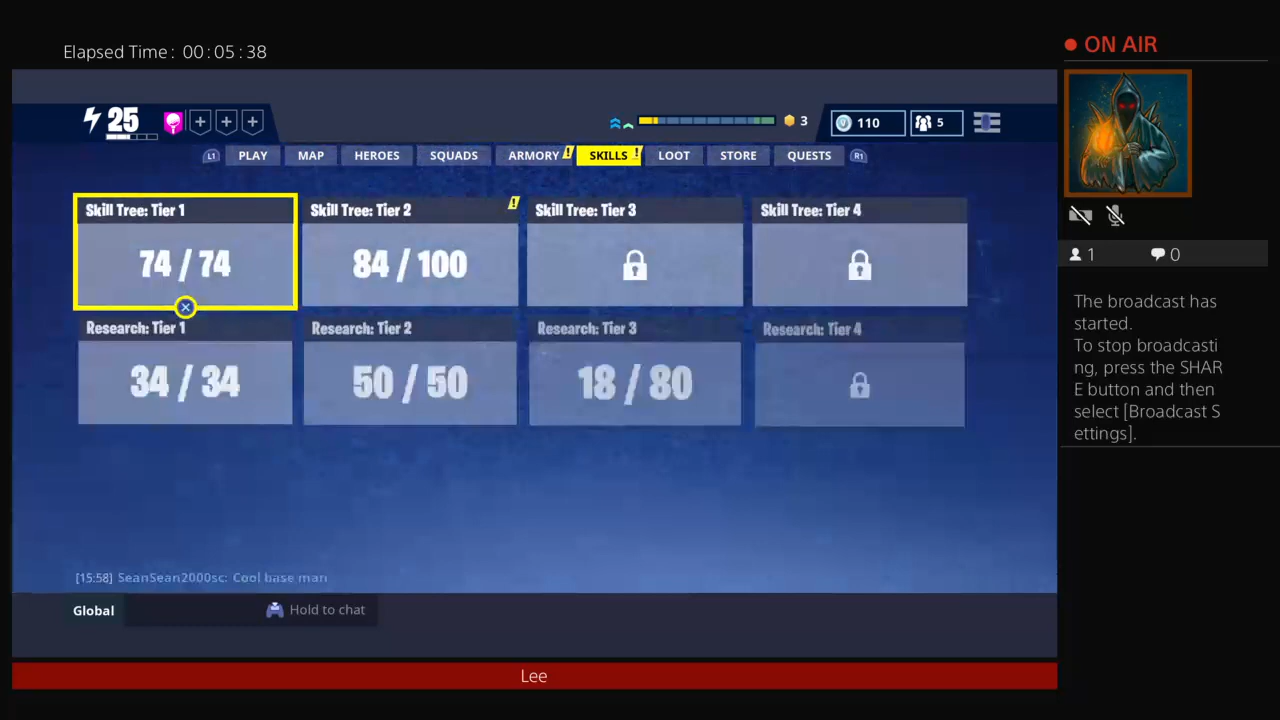 Elapsed Time: 00:05:38
ON AIR
25
3
110
5
L1 PLAY MAP HEROES SQUADS ARMORY! SKILLS! LOOT STORE QUESTS R1
Skill Tree: Tier 1
74 / 74
Skill Tree: Tier 2
!
84 / 100
Skill Tree: Tier 3
Skill Tree: Tier 4
Research: Tier 1
34 / 34
Research: Tier 2
50 / 50
Research: Tier 3
18 / 80
Research: Tier 4
[15:58] SeanSean2000sc: Cool base man
Global
Hold to chat
Lee
1
0
The broadcast has
started.
To stop broadcasti
ng, press the SHAR
E button and then
select [Broadcast S
ettings].